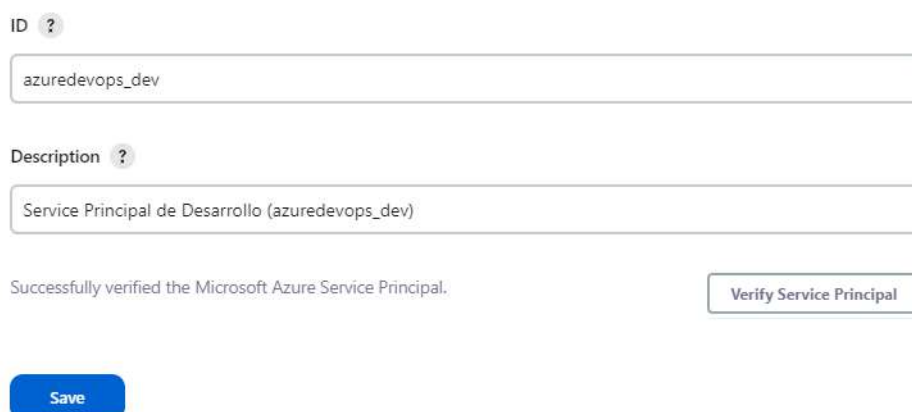 ID ?
azuredevops_dev
Description ?
Service Principal de Desarrollo (azuredevops_dev)
Successfully verified the Microsoft Azure Service Principal.
Verify Service Principal
Save